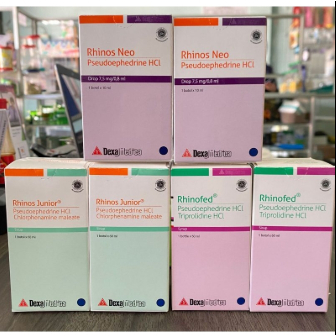 Rhinos Neo
Pseudoephedrine HCl
Drop 7,5 mg/0,8 ml
Dexa Medica
Rhinos Neo
Pseudoephedrine HCl
Drop 7,5 mg/0,8 ml
Dexa Medica
Rhinos Junior®
Pseudoephedrine HCl
Chlorphenamine maleate
Dexa Medica
Rhinos Junior®
Pseudoephedrine HCl
Chlorphenamine maleate
Dexa Medica
Rhinofed®
Pseudoephedrine HCl
Triprolidine HCl
Dexa Medica
Rhinofed®
Pseudoephedrine HCl
Triprolidine HCl
Dexa Medica